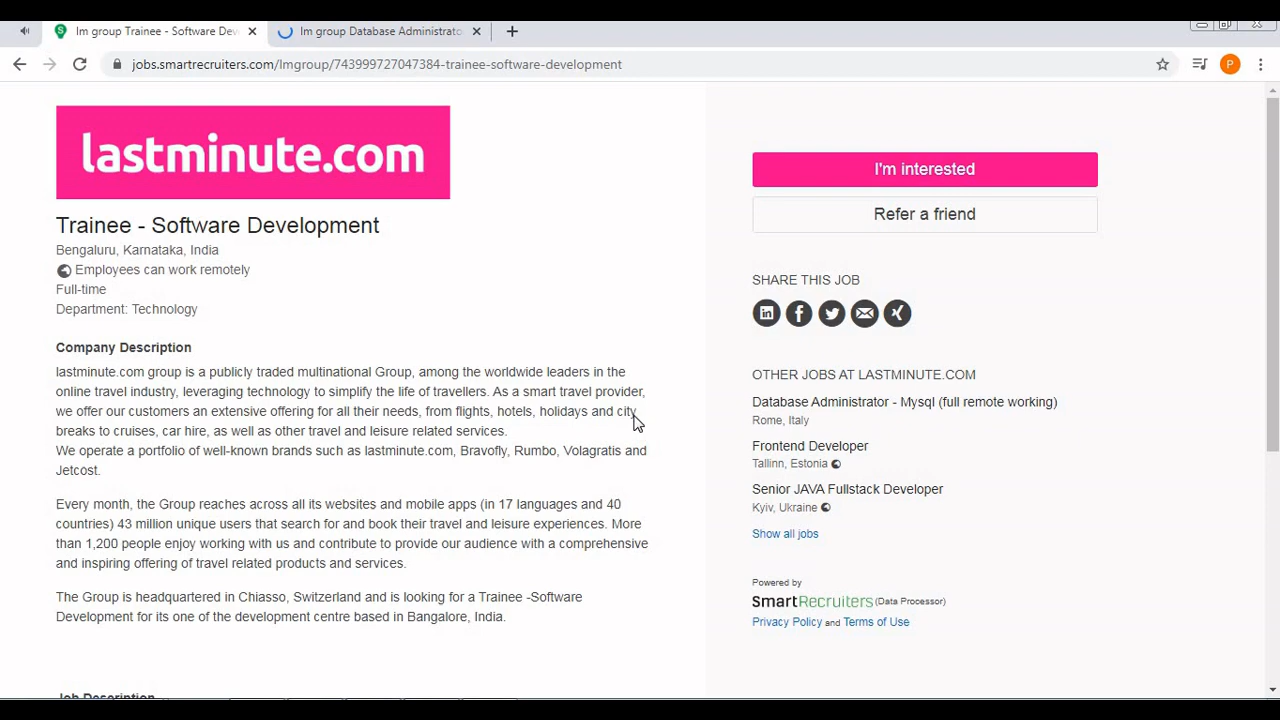 lm group Trainee - Software Dev
lm group Database Administrato
jobs.smartrecruiters.com/lmgroup/743999727047384-trainee-software-development
P
lastminute.com
I'm interested
Refer a friend
Trainee - Software Development
Bengaluru, Karnataka, India
Employees can work remotely
Full-time
Department: Technology
SHARE THIS JOB
Company Description
lastminute.com group is a publicly traded multinational Group, among the worldwide leaders in the
online travel industry, leveraging technology to simplify the life of travellers. As a smart travel provider,
we offer our customers an extensive offering for all their needs, from flights, hotels, holidays and city
breaks to cruises, car hire, as well as other travel and leisure related services.
We operate a portfolio of well-known brands such as lastminute.com, Bravofly, Rumbo, Volagratis and
Jetcost.
Every month, the Group reaches across all its websites and mobile apps (in 17 languages and 40
countries) 43 million unique users that search for and book their travel and leisure experiences. More
than 1,200 people enjoy working with us and contribute to provide our audience with a comprehensive
and inspiring offering of travel related products and services.
The Group is headquartered in Chiasso, Switzerland and is looking for a Trainee -Software
Development for its one of the development centre based in Bangalore, India.
Job Description
OTHER JOBS AT LASTMINUTE.COM
Database Administrator - Mysql (full remote working)
Rome, Italy
Frontend Developer
Tallinn, Estonia
Senior JAVA Fullstack Developer
Kyiv, Ukraine
Show all jobs
Powered by
SmartRecruiters (Data Processor)
Privacy Policy and Terms of Use